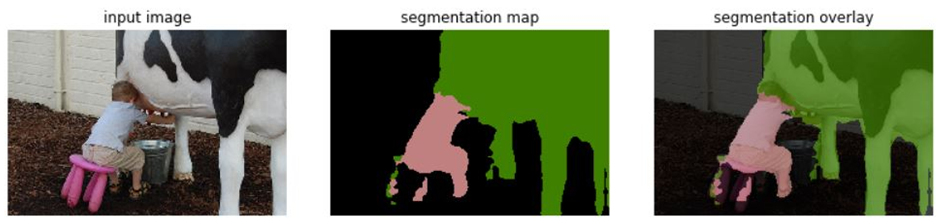 input image
segmentation map
segmentation overlay